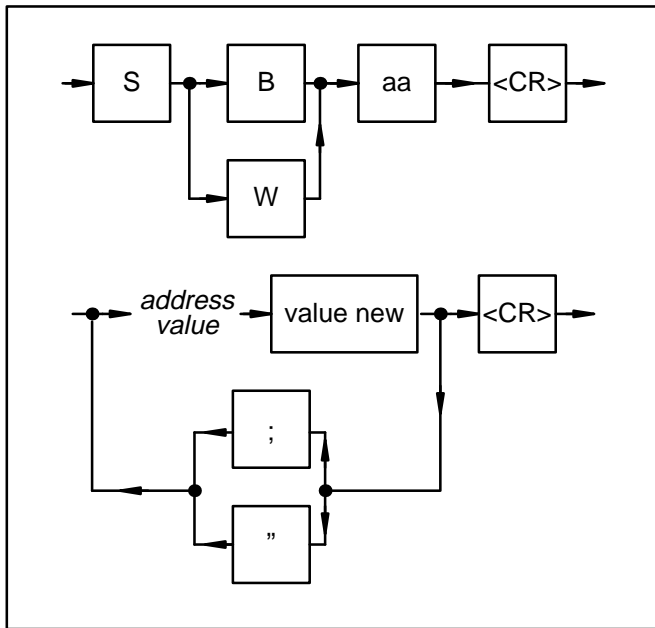 S
B
aa
<CR>
W
address
value
value new
<CR>
;
”